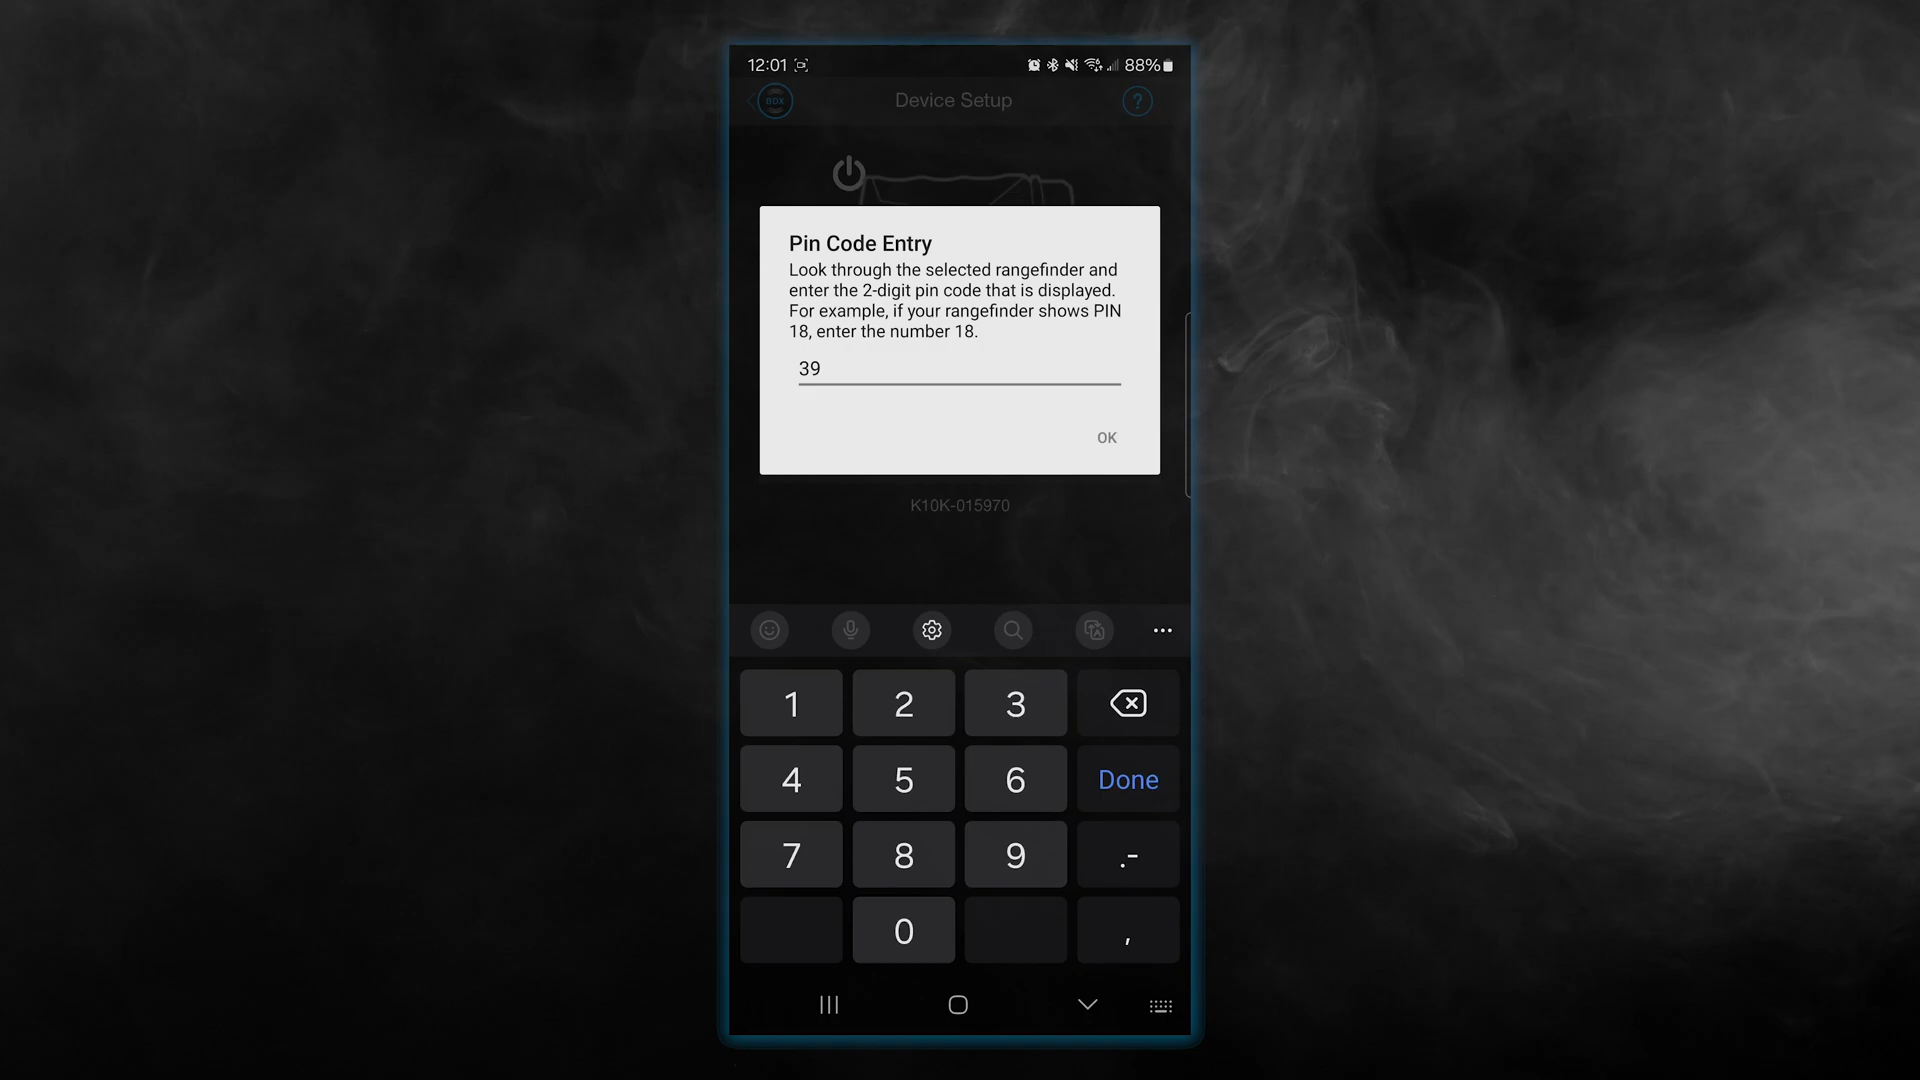 12:01 88%
BDX Device Setup ?
Pin Code Entry
Look through the selected rangefinder and
enter the 2-digit pin code that is displayed.
For example, if your rangefinder shows PIN
18, enter the number 18.
39
OK
K10K-015970
1 2 3
4 5 6 Done
7 8 9 .-
0 ,